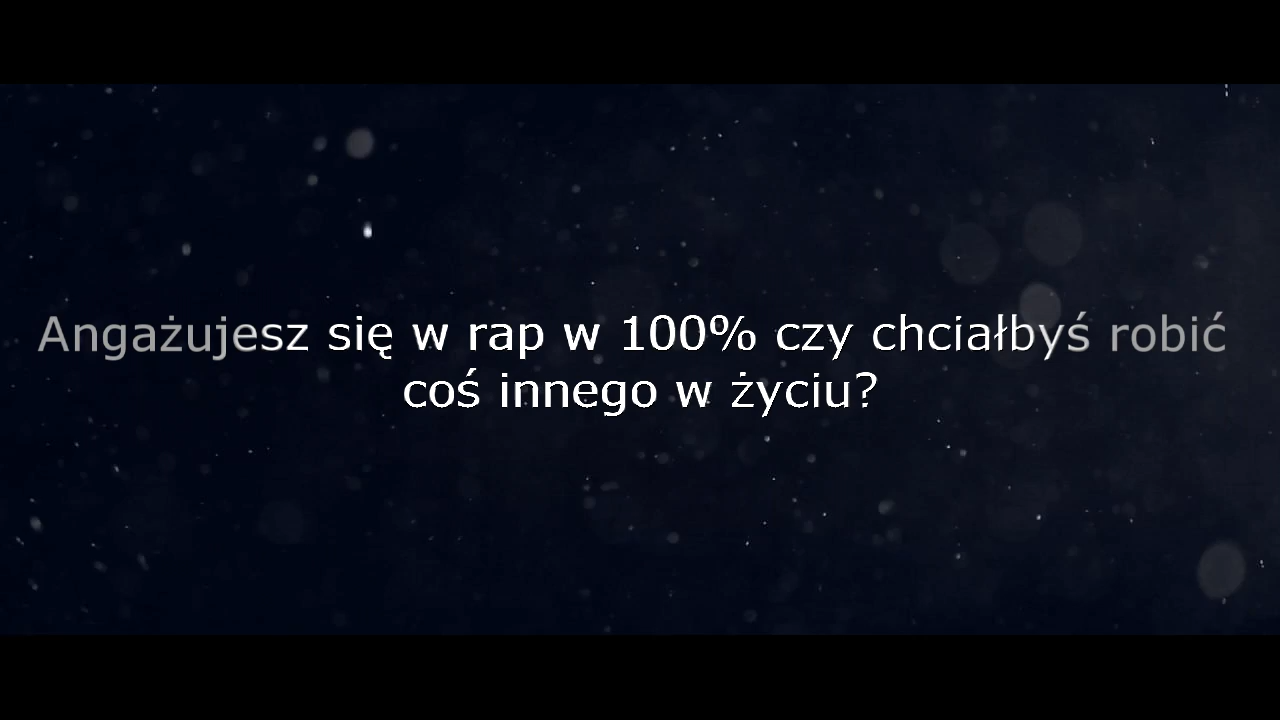 Angażujesz się w rap w 100% czy chciałbyś robić
coś innego w życiu?